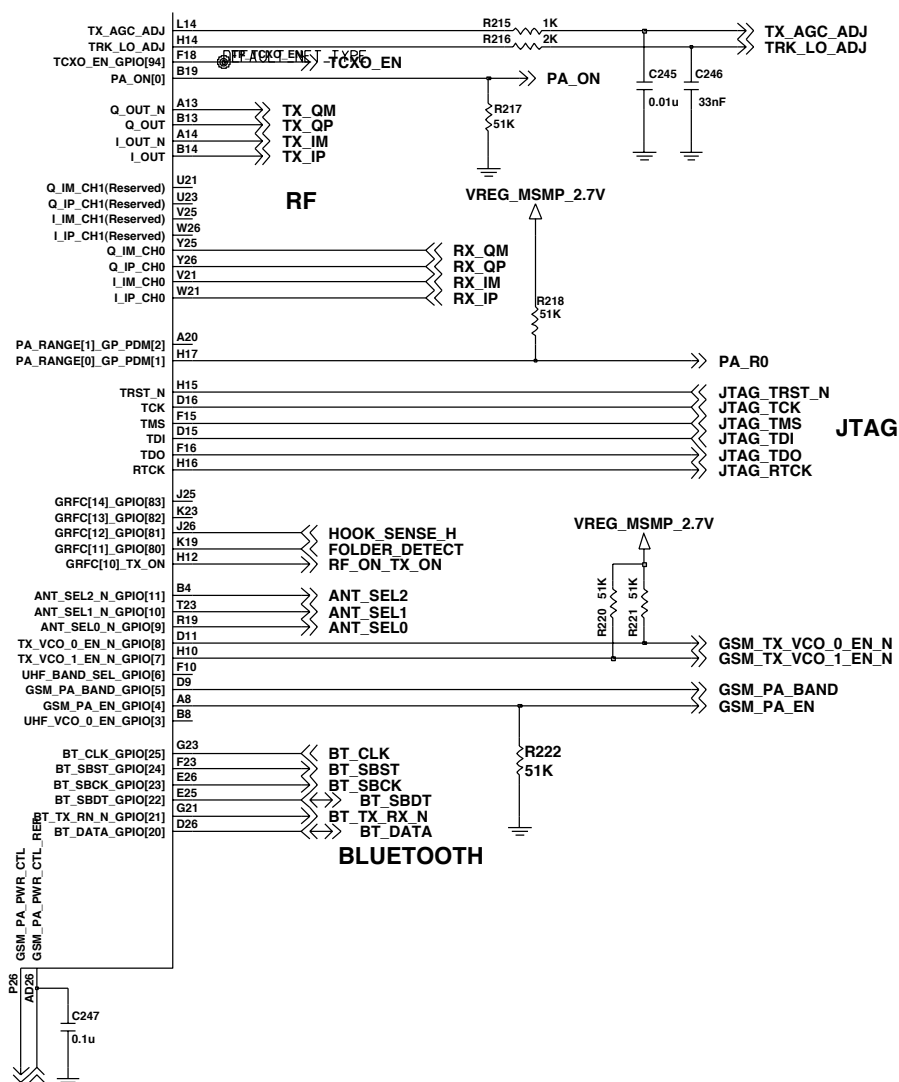 TX_AGC_ADJ L14 R215 1K TX_AGC_ADJ
TRK_LO_ADJ H14 R216 2K TRK_LO_ADJ
TCXO_EN_GPIO[94] F18 TP_TCXO_EN DEFAULT_NET_TYPE TCXO_EN
PA_ON[0] B19 PA_ON
C245 0.01u
C246 33nF
R217 51K
Q_OUT_N A13 TX_QM
Q_OUT B13 TX_QP
I_OUT_N A14 TX_IM
I_OUT B14 TX_IP
RF
VREG_MSMP_2.7V
Q_IM_CH1(Reserved) U21
Q_IP_CH1(Reserved) U23
I_IM_CH1(Reserved) V25
I_IP_CH1(Reserved) W26
Q_IM_CH0 Y25 RX_QM
Q_IP_CH0 Y26 RX_QP
I_IM_CH0 V21 RX_IM
I_IP_CH0 W21 RX_IP
R218 51K
PA_RANGE[1]_GP_PDM[2] A20
PA_RANGE[0]_GP_PDM[1] H17 PA_R0
TRST_N H15 JTAG_TRST_N
TCK D16 JTAG_TCK
TMS F15 JTAG_TMS
TDI D15 JTAG_TDI
TDO F16 JTAG_TDO
RTCK H16 JTAG_RTCK
JTAG
GRFC[14]_GPIO[83] J25
GRFC[13]_GPIO[82] K23
GRFC[12]_GPIO[81] J26 HOOK_SENSE_H
GRFC[11]_GPIO[80] K19 FOLDER_DETECT
GRFC[10]_TX_ON H12 RF_ON_TX_ON
VREG_MSMP_2.7V
R220 51K
R221 51K
ANT_SEL2_N_GPIO[11] B4 ANT_SEL2
ANT_SEL1_N_GPIO[10] T23 ANT_SEL1
ANT_SEL0_N_GPIO[9] R19 ANT_SEL0
TX_VCO_0_EN_N_GPIO[8] D11 GSM_TX_VCO_0_EN_N
TX_VCO_1_EN_N_GPIO[7] H10 GSM_TX_VCO_1_EN_N
UHF_BAND_SEL_GPIO[6] F10
GSM_PA_BAND_GPIO[5] D9 GSM_PA_BAND
GSM_PA_EN_GPIO[4] A8 GSM_PA_EN
UHF_VCO_0_EN_GPIO[3] B8
R222 51K
BT_CLK_GPIO[25] G23 BT_CLK
BT_SBST_GPIO[24] F23 BT_SBST
BT_SBCK_GPIO[23] E26 BT_SBCK
BT_SBDT_GPIO[22] E25 BT_SBDT
BT_TX_RN_N_GPIO[21] G21 BT_TX_RX_N
BT_DATA_GPIO[20] D26 BT_DATA
BLUETOOTH
GSM_PA_PWR_CTL P26
GSM_PA_PWR_CTL_REF AD26
C247 0.1u